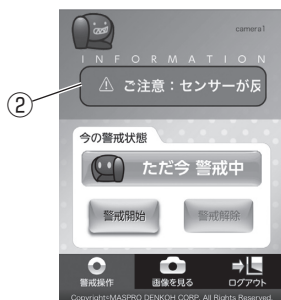 camera1
INFORMATION
② ⚠ ご注意：センサーが反
今の警戒状態
ただ今 警戒中
警戒開始
警戒解除
警戒操作
画像を見る
ログアウト
Copyright©MASPRO DENKOH CORP. All Rights Reserved.